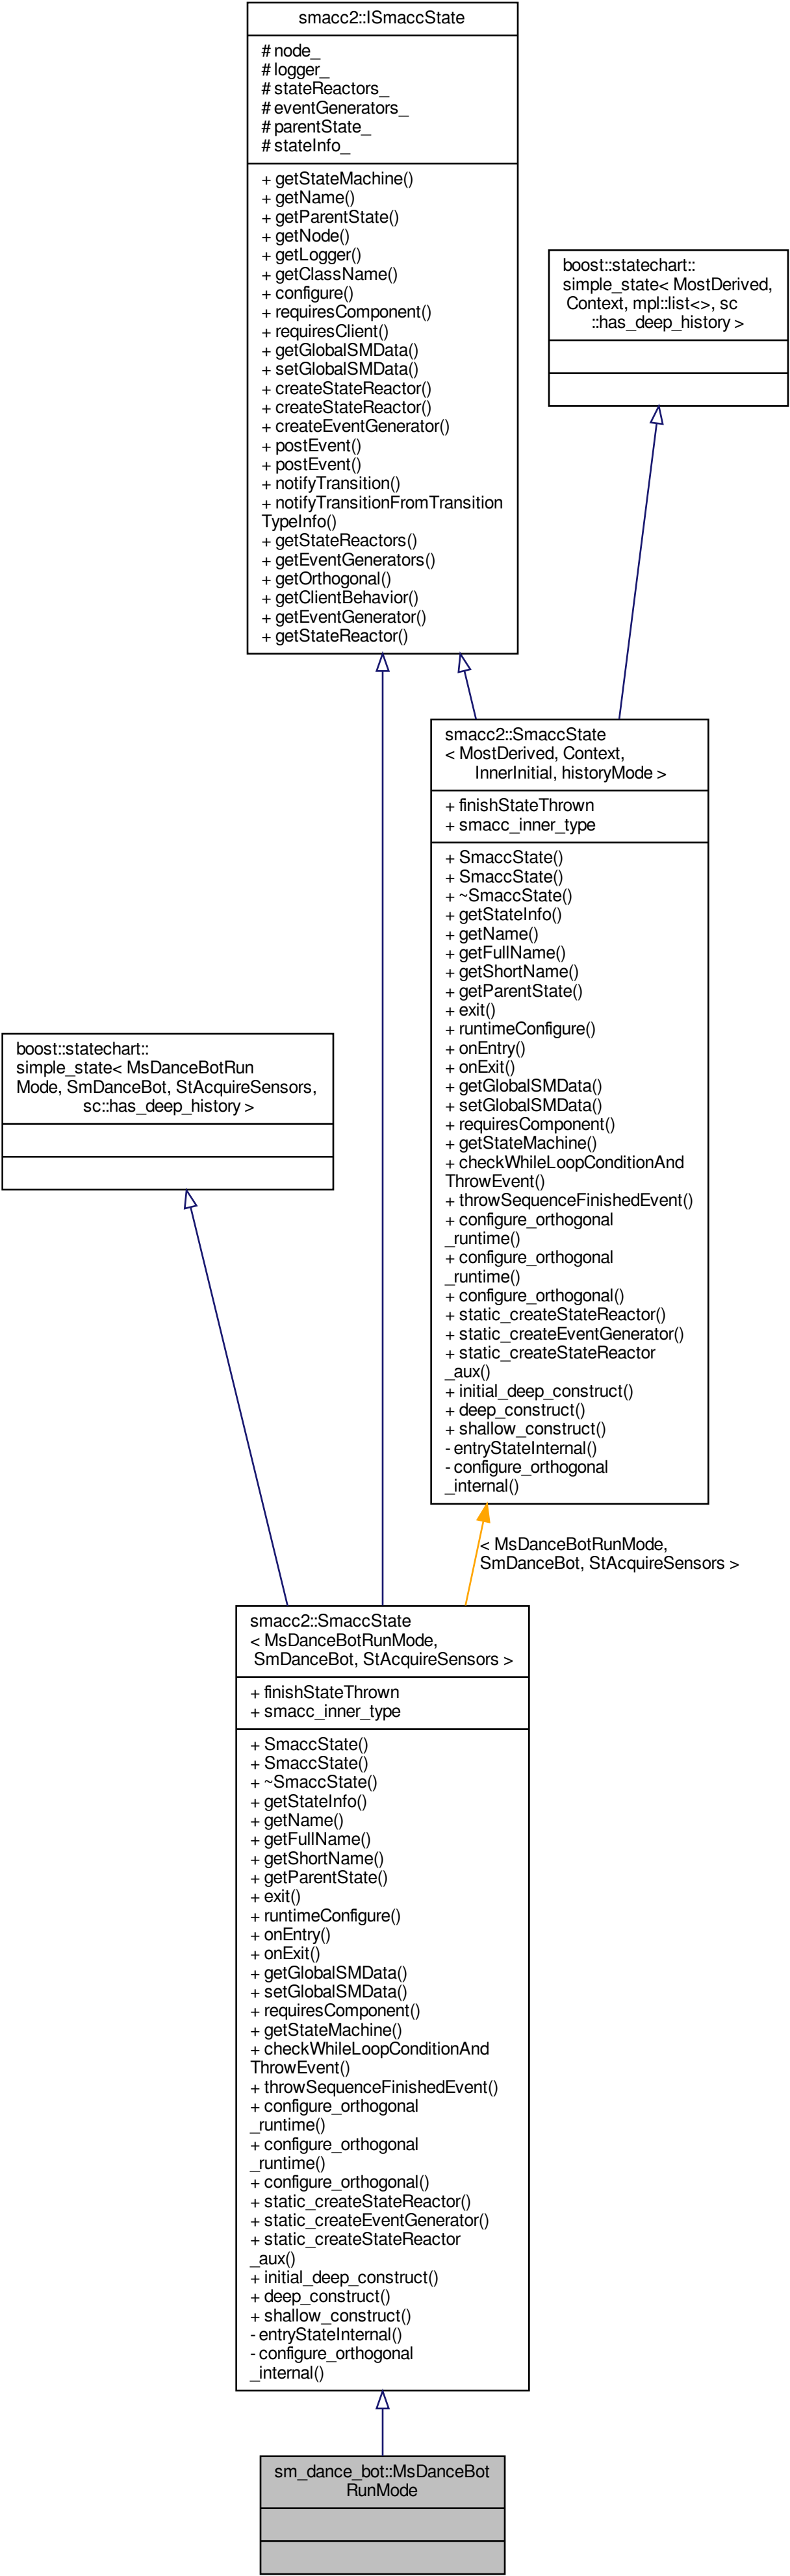 smacc2::ISmaccState
# node_
# logger_
# stateReactors_
# eventGenerators_
# parentState_
# stateInfo_
+ getStateMachine()
+ getName()
+ getParentState()
+ getNode()
+ getLogger()
+ getClassName()
+ configure()
+ requiresComponent()
+ requiresClient()
+ getGlobalSMData()
+ setGlobalSMData()
+ createStateReactor()
+ createStateReactor()
+ createEventGenerator()
+ postEvent()
+ postEvent()
+ notifyTransition()
+ notifyTransitionFromTransition
TypeInfo()
+ getStateReactors()
+ getEventGenerators()
+ getOrthogonal()
+ getClientBehavior()
+ getEventGenerator()
+ getStateReactor()
boost::statechart::
simple_state< MostDerived,
Context, mpl::list<>, sc
::has_deep_history >
smacc2::SmaccState
< MostDerived, Context,
InnerInitial, historyMode >
+ finishStateThrown
+ smacc_inner_type
+ SmaccState()
+ SmaccState()
+ ~SmaccState()
+ getStateInfo()
+ getName()
+ getFullName()
+ getShortName()
+ getParentState()
+ exit()
+ runtimeConfigure()
+ onEntry()
+ onExit()
+ getGlobalSMData()
+ setGlobalSMData()
+ requiresComponent()
+ getStateMachine()
+ checkWhileLoopConditionAnd
ThrowEvent()
+ throwSequenceFinishedEvent()
+ configure_orthogonal
_runtime()
+ configure_orthogonal
_runtime()
+ configure_orthogonal()
+ static_createStateReactor()
+ static_createEventGenerator()
+ static_createStateReactor
_aux()
+ initial_deep_construct()
+ deep_construct()
+ shallow_construct()
- entryStateInternal()
- configure_orthogonal
_internal()
boost::statechart::
simple_state< MsDanceBotRun
Mode, SmDanceBot, StAcquireSensors,
sc::has_deep_history >
< MsDanceBotRunMode,
SmDanceBot, StAcquireSensors >
smacc2::SmaccState
< MsDanceBotRunMode,
SmDanceBot, StAcquireSensors >
+ finishStateThrown
+ smacc_inner_type
+ SmaccState()
+ SmaccState()
+ ~SmaccState()
+ getStateInfo()
+ getName()
+ getFullName()
+ getShortName()
+ getParentState()
+ exit()
+ runtimeConfigure()
+ onEntry()
+ onExit()
+ getGlobalSMData()
+ setGlobalSMData()
+ requiresComponent()
+ getStateMachine()
+ checkWhileLoopConditionAnd
ThrowEvent()
+ throwSequenceFinishedEvent()
+ configure_orthogonal
_runtime()
+ configure_orthogonal
_runtime()
+ configure_orthogonal()
+ static_createStateReactor()
+ static_createEventGenerator()
+ static_createStateReactor
_aux()
+ initial_deep_construct()
+ deep_construct()
+ shallow_construct()
- entryStateInternal()
- configure_orthogonal
_internal()
sm_dance_bot::MsDanceBot
RunMode